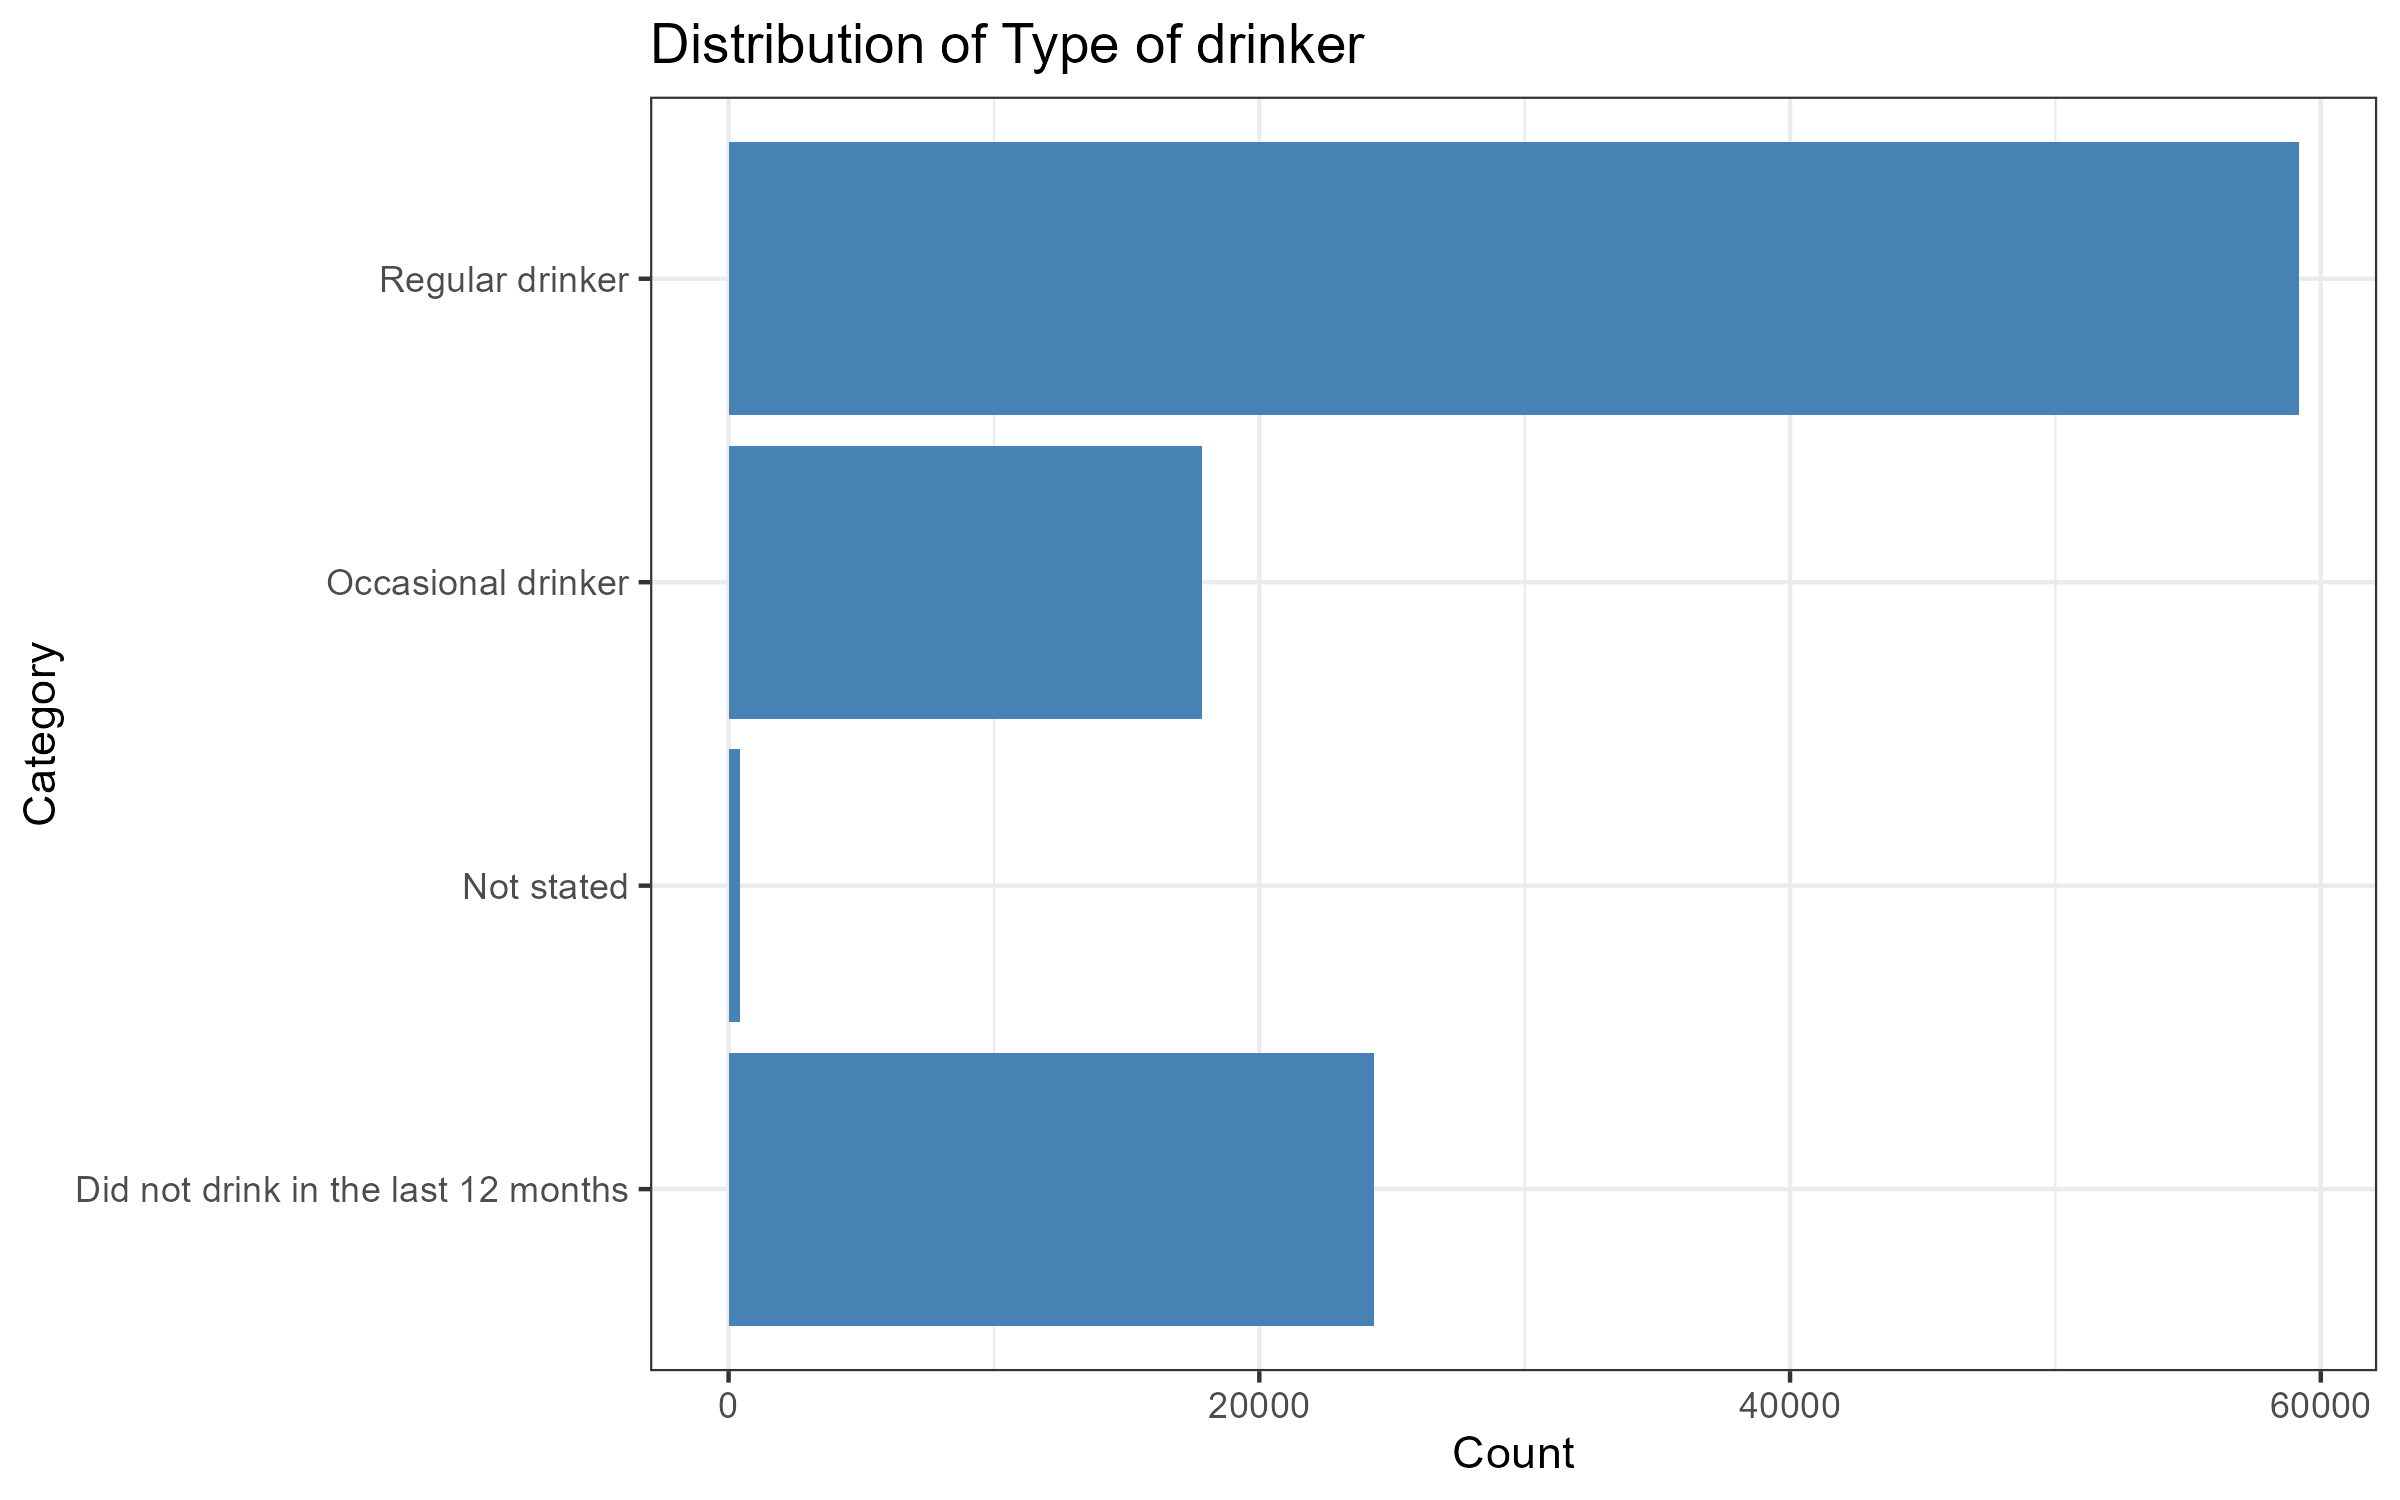 Distribution of Type of drinker
Category
Regular drinker
Occasional drinker
Not stated
Did not drink in the last 12 months
0 20000 40000 60000
Count